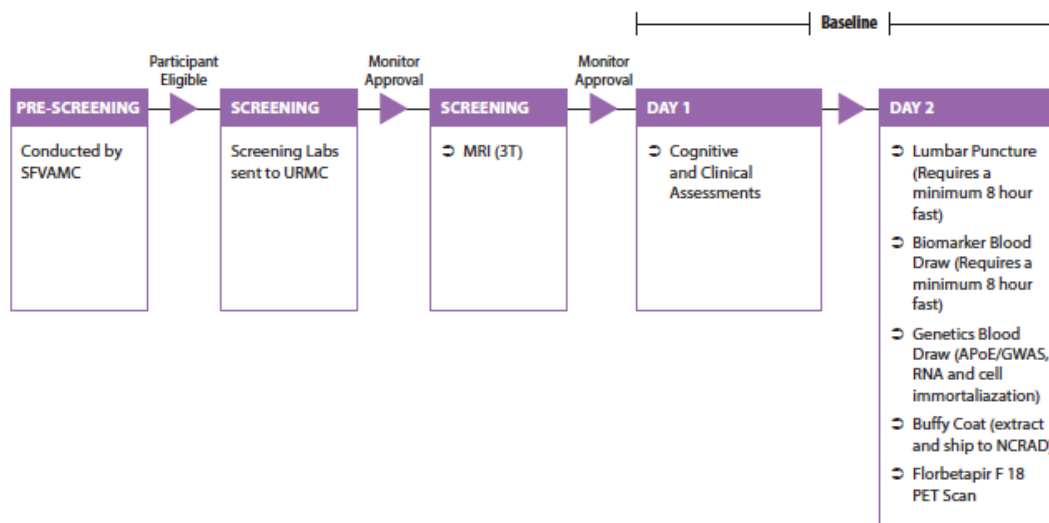 Baseline
Participant
Eligible
Monitor
Approval
Monitor
Approval
PRE-SCREENING
Conducted by
SFVAMC
SCREENING
Screening Labs
sent to URMC
SCREENING
➲ MRI (3T)
DAY 1
➲ Cognitive
and Clinical
Assessments
DAY 2
➲ Lumbar Puncture
(Requires a
minimum 8 hour
fast)
➲ Biomarker Blood
Draw (Requires a
minimum 8 hour
fast)
➲ Genetics Blood
Draw (APoE/GWAS,
RNA and cell
immortaliazation)
➲ Buffy Coat (extract
and ship to NCRAD)
➲ Florbetapir F 18
PET Scan